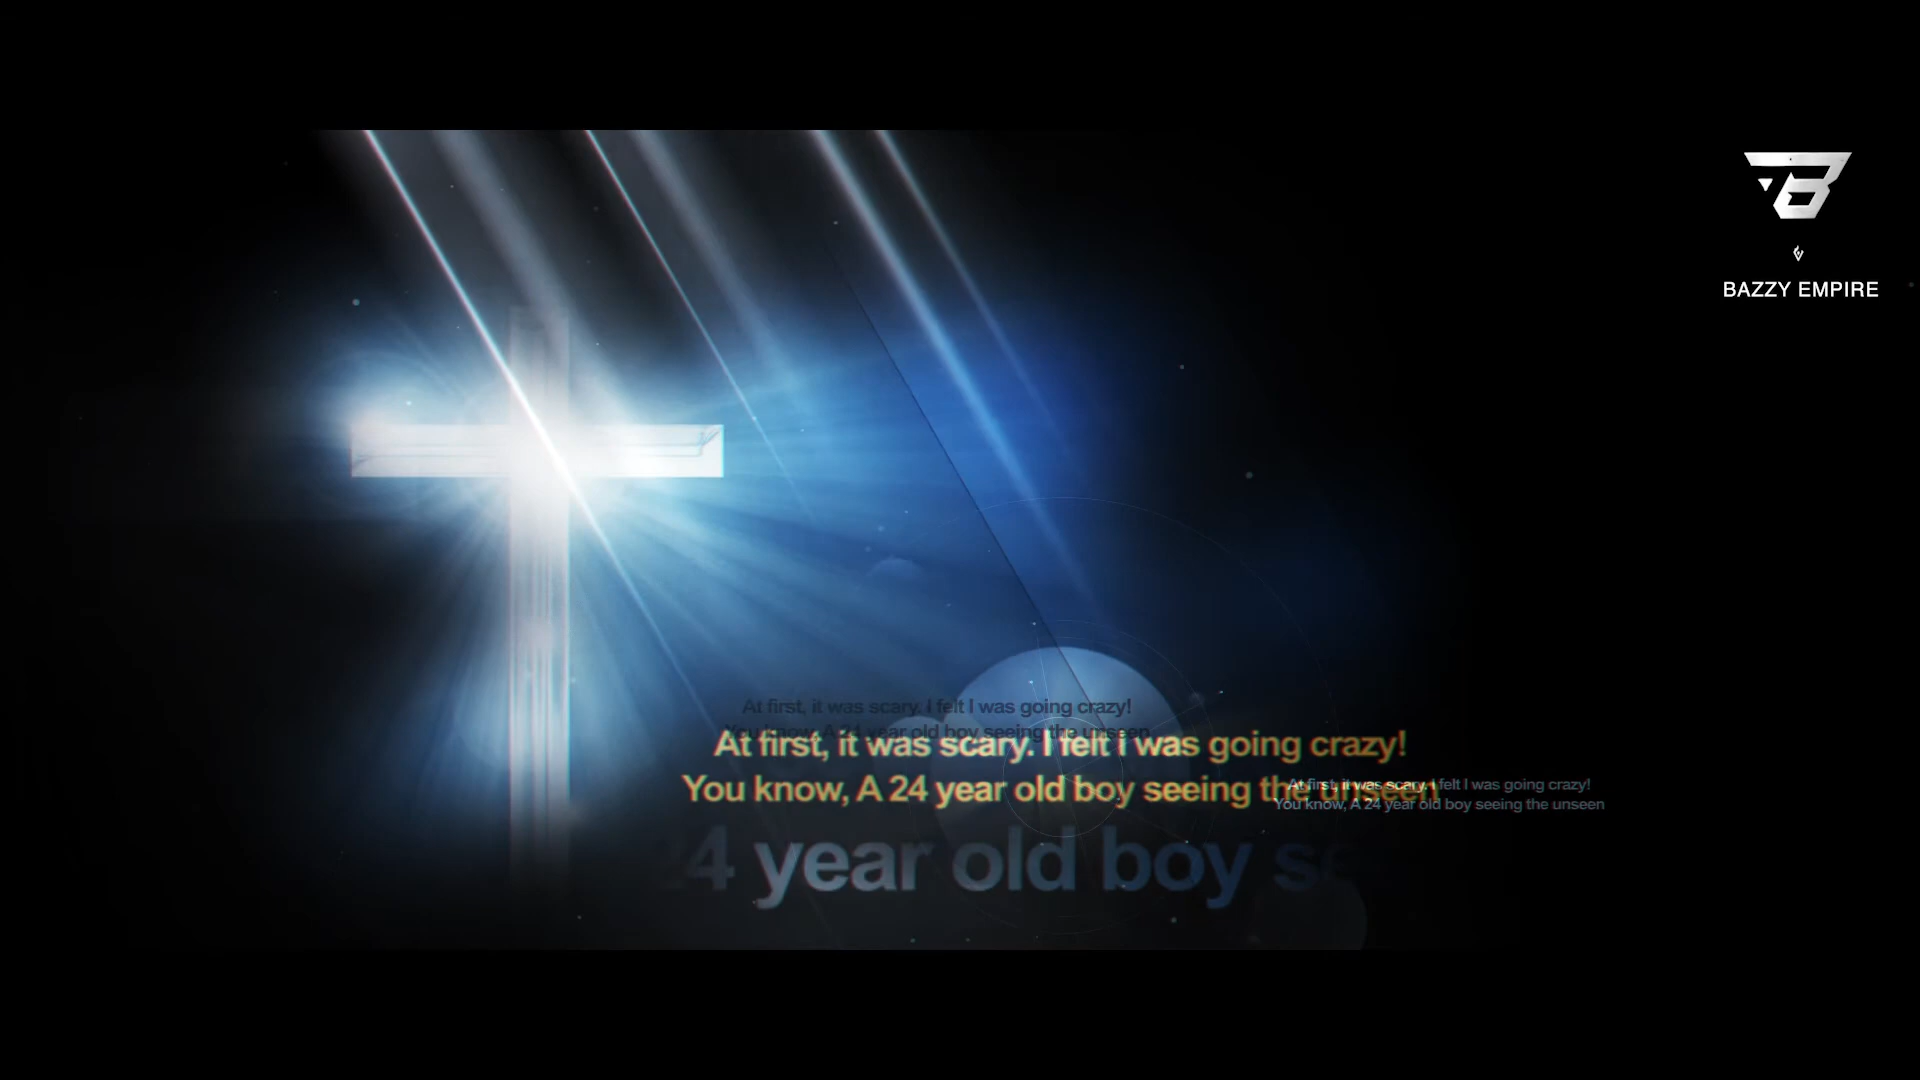 BAZZY EMPIRE
At first, it was scary. I felt I was going crazy!
You know, A 24 year old boy seeing the unseen
At first, it was scary. I felt I was going crazy!
You know, A 24 year old boy seeing the unseen
At first, it was scary. I felt I was going crazy!
You know, A 24 year old boy seeing the unseen
24 year old boy se